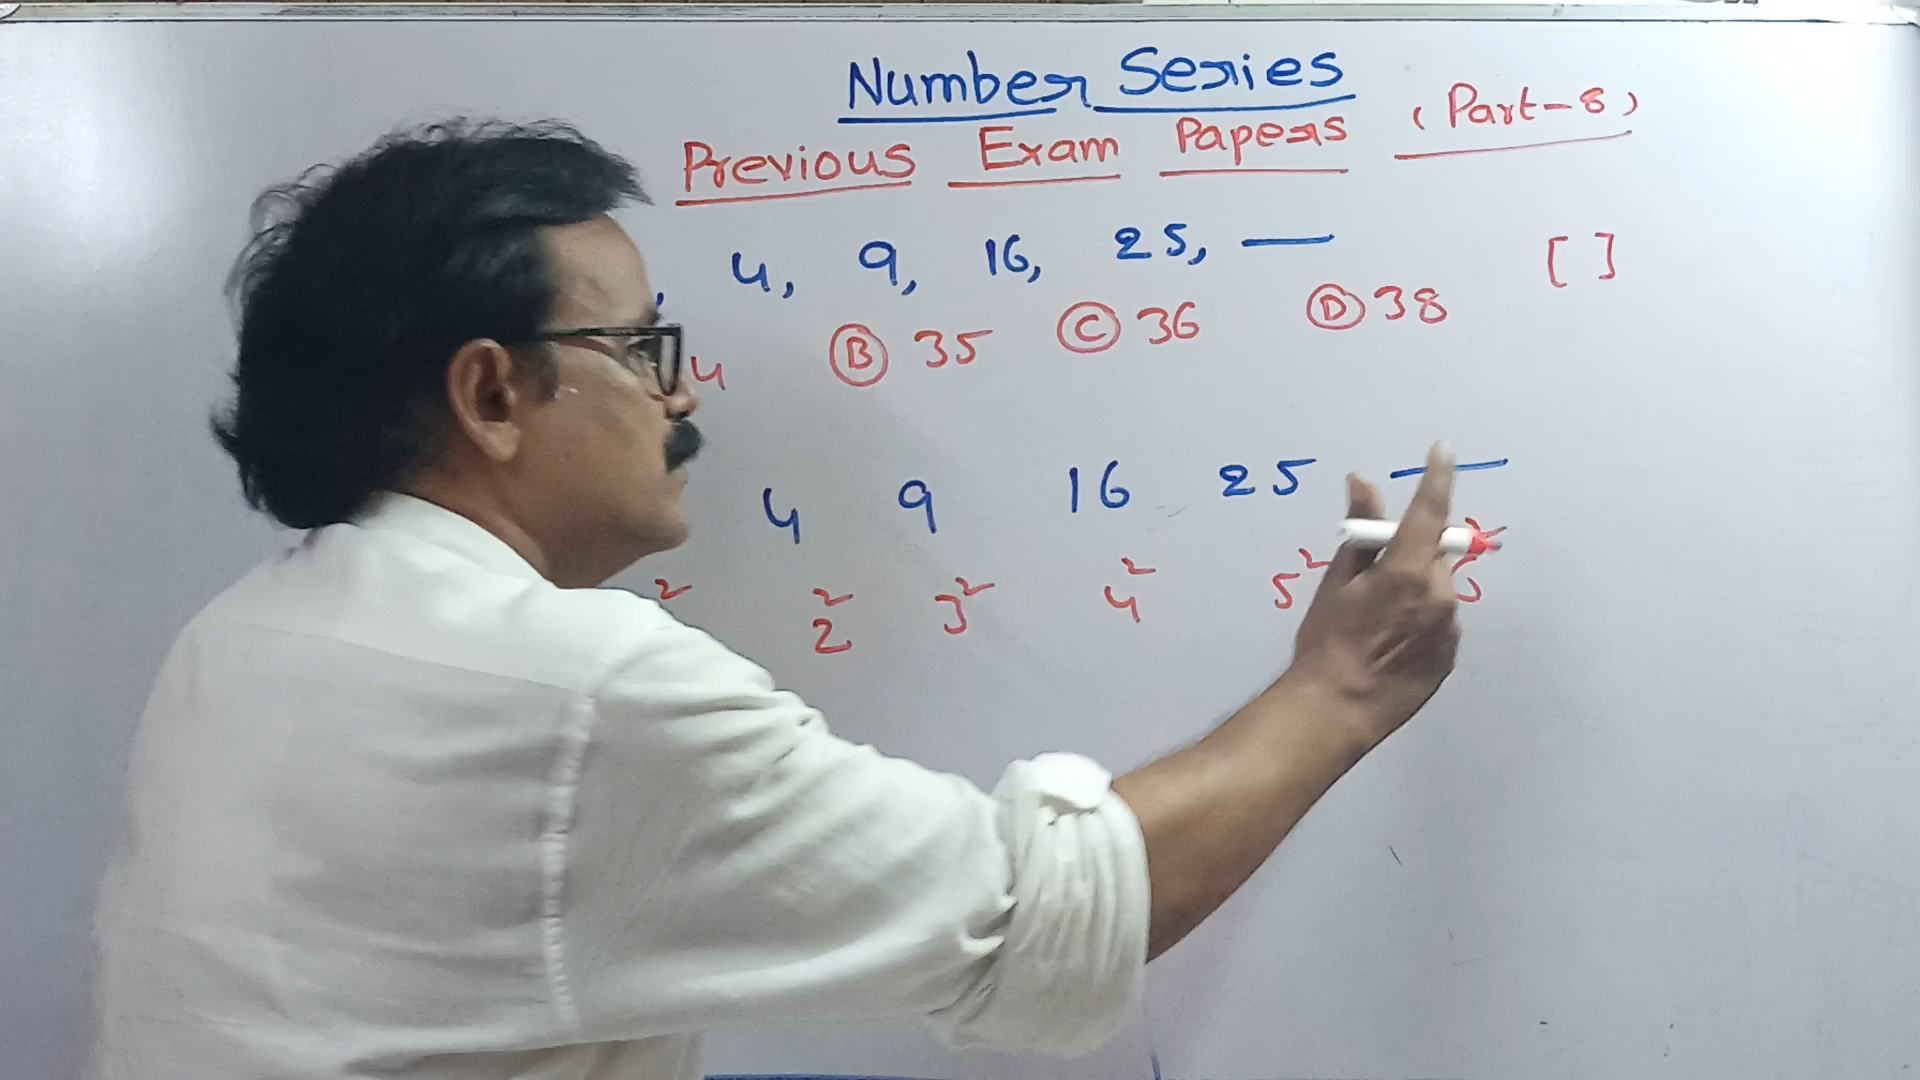 Number Series
Previous Exam Papers (Part-8)
, 4, 9, 16, 25, —
[ ]
4 Ⓑ 35 Ⓒ 36 Ⓓ 38
4 9 16 25 —
² 2² 3² 4² 5² 6²